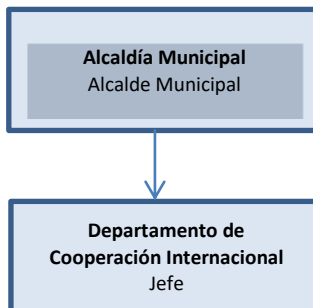 Alcaldía Municipal
Alcalde Municipal
Departamento de
Cooperación Internacional
Jefe